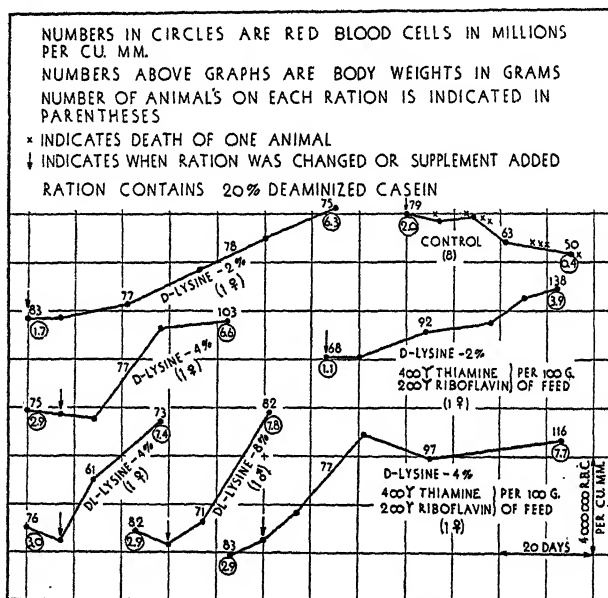 NUMBERS IN CIRCLES ARE RED BLOOD CELLS IN MILLIONS
PER CU. MM.
NUMBERS ABOVE GRAPHS ARE BODY WEIGHTS IN GRAMS
NUMBER OF ANIMAL'S ON EACH RATION IS INDICATED IN
PARENTHESES
× INDICATES DEATH OF ONE ANIMAL
↓ INDICATES WHEN RATION WAS CHANGED OR SUPPLEMENT ADDED
RATION CONTAINS 20% DEAMINIZED CASEIN
83
1.7
77
78
75
6.3
D-LYSINE-2%
(1 ♀)
79
2.0
CONTROL
(8)
63
50
0.4
75
2.9
77
103
6.6
D-LYSINE-4%
(1 ♀)
68
1.1
92
138
3.9
D-LYSINE-2%
400γ THIAMINE } PER 100 G.
200γ RIBOFLAVIN } OF FEED
(1 ♀)
76
3.0
61
73
7.4
DL-LYSINE-4%
(1 ♀)
82
2.9
71
82
7.8
DL-LYSINE-8%
(1 ♂)
83
2.9
77
97
116
7.7
D-LYSINE-4%
400γ THIAMINE } PER 100 G.
200γ RIBOFLAVIN } OF FEED
(1 ♀)
20 DAYS
4000000 R.B.C.
PER CU. MM.